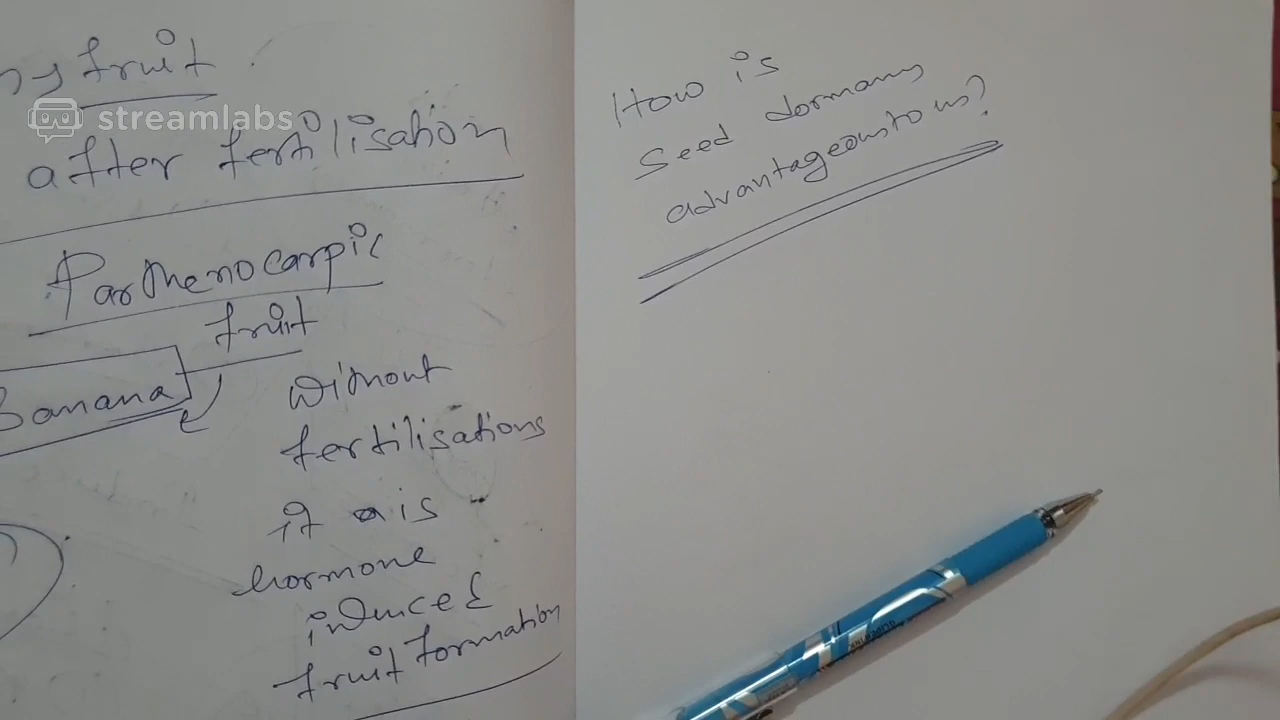 fruit
streamlabs
after fertilisation
Parthenocarpic
fruit
Banana
without
fertilisations
it is
hormone
induced
fruit formation
How is
seed dormany
advantageous to us?